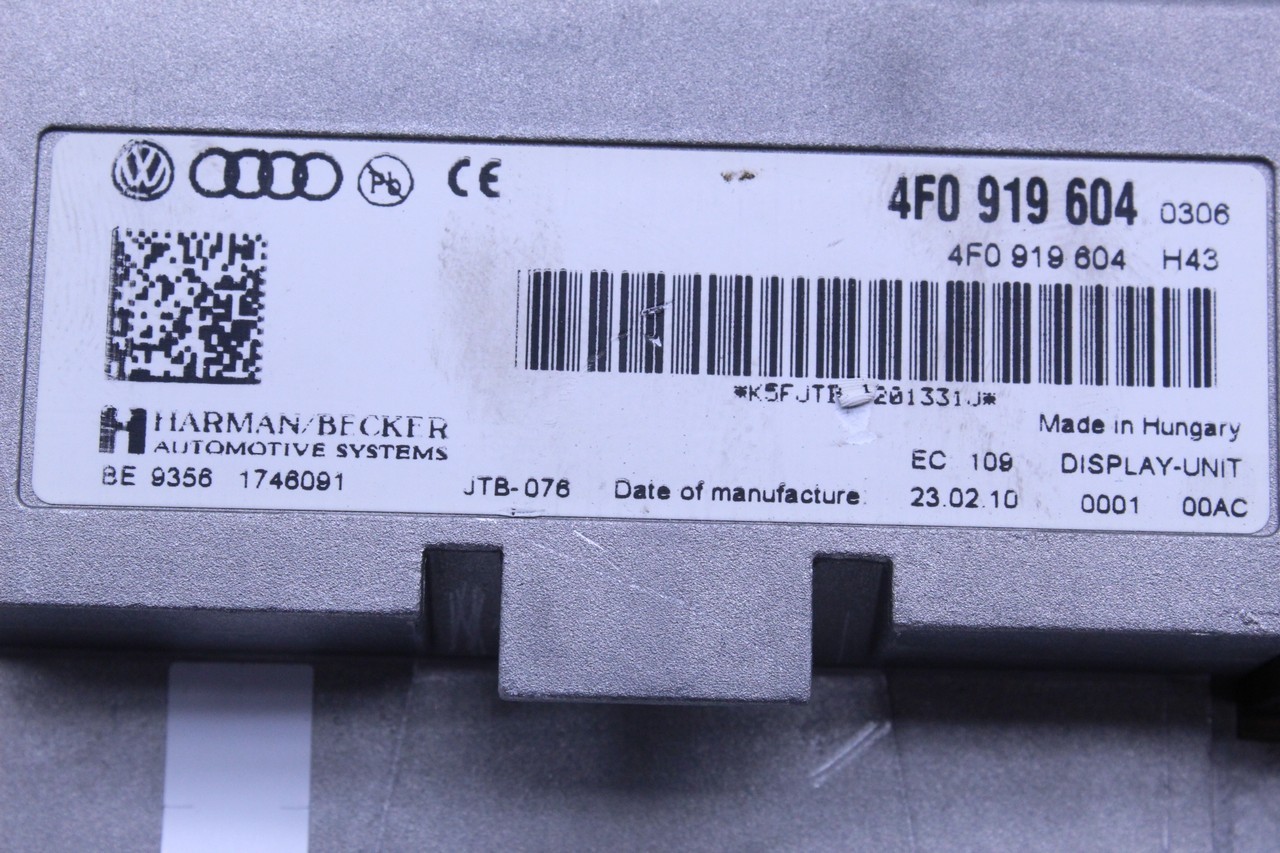 4F0 919 604 0306
4F0 919 604 H43
HARMAN/BECKER
AUTOMOTIVE SYSTEMS
Made in Hungary
EC 109 DISPLAY-UNIT
BE 9356 1746091 JTB-076 Date of manufacture: 23.02.10 0001 00AC
Pb
CE